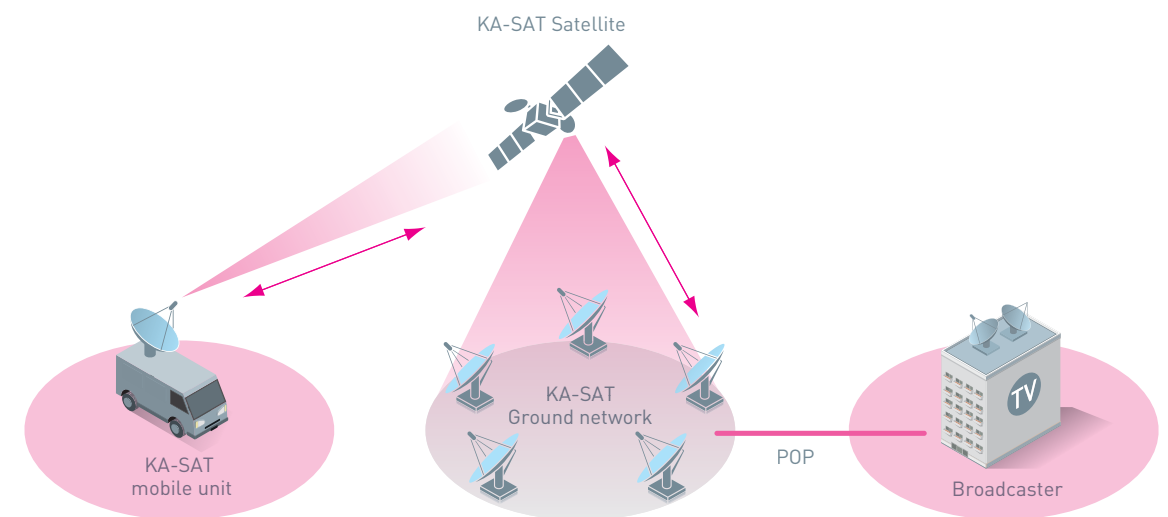 KA-SAT Satellite
KA-SAT
Ground network
TV
POP
KA-SAT
mobile unit
Broadcaster